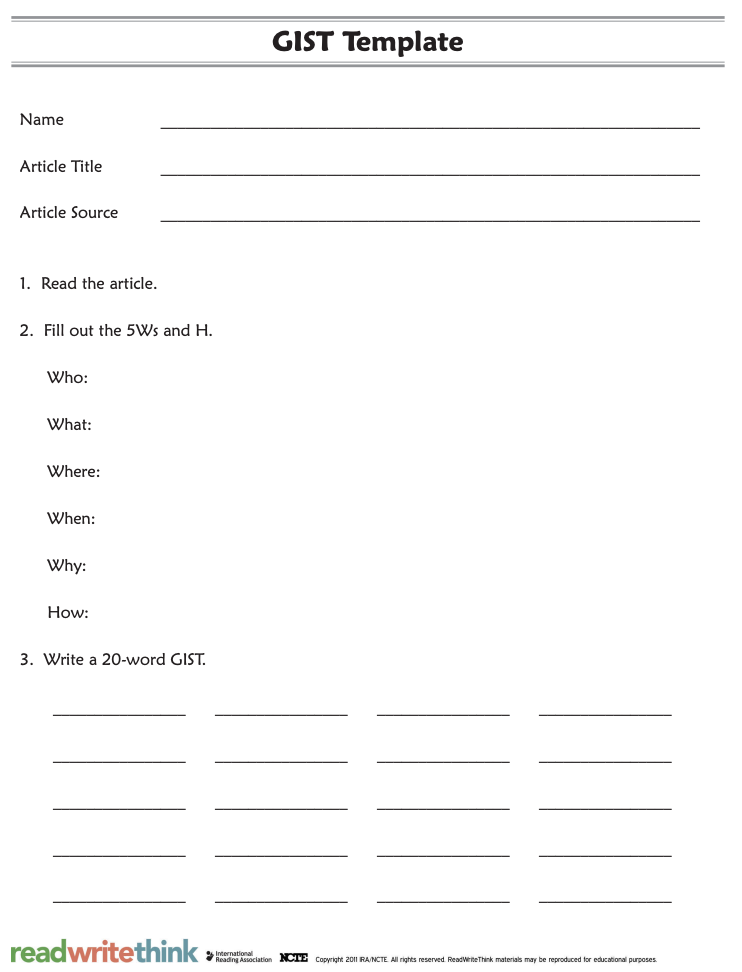 GIST Template
Name
Article Title
Article Source
1. Read the article.
2. Fill out the 5Ws and H.
Who:
What:
Where:
When:
Why:
How:
3. Write a 20-word GIST.
readwritethink International Reading Association NCTE Copyright 2011 IRA/NCTE. All rights reserved. ReadWriteThink materials may be reproduced for educational purposes.